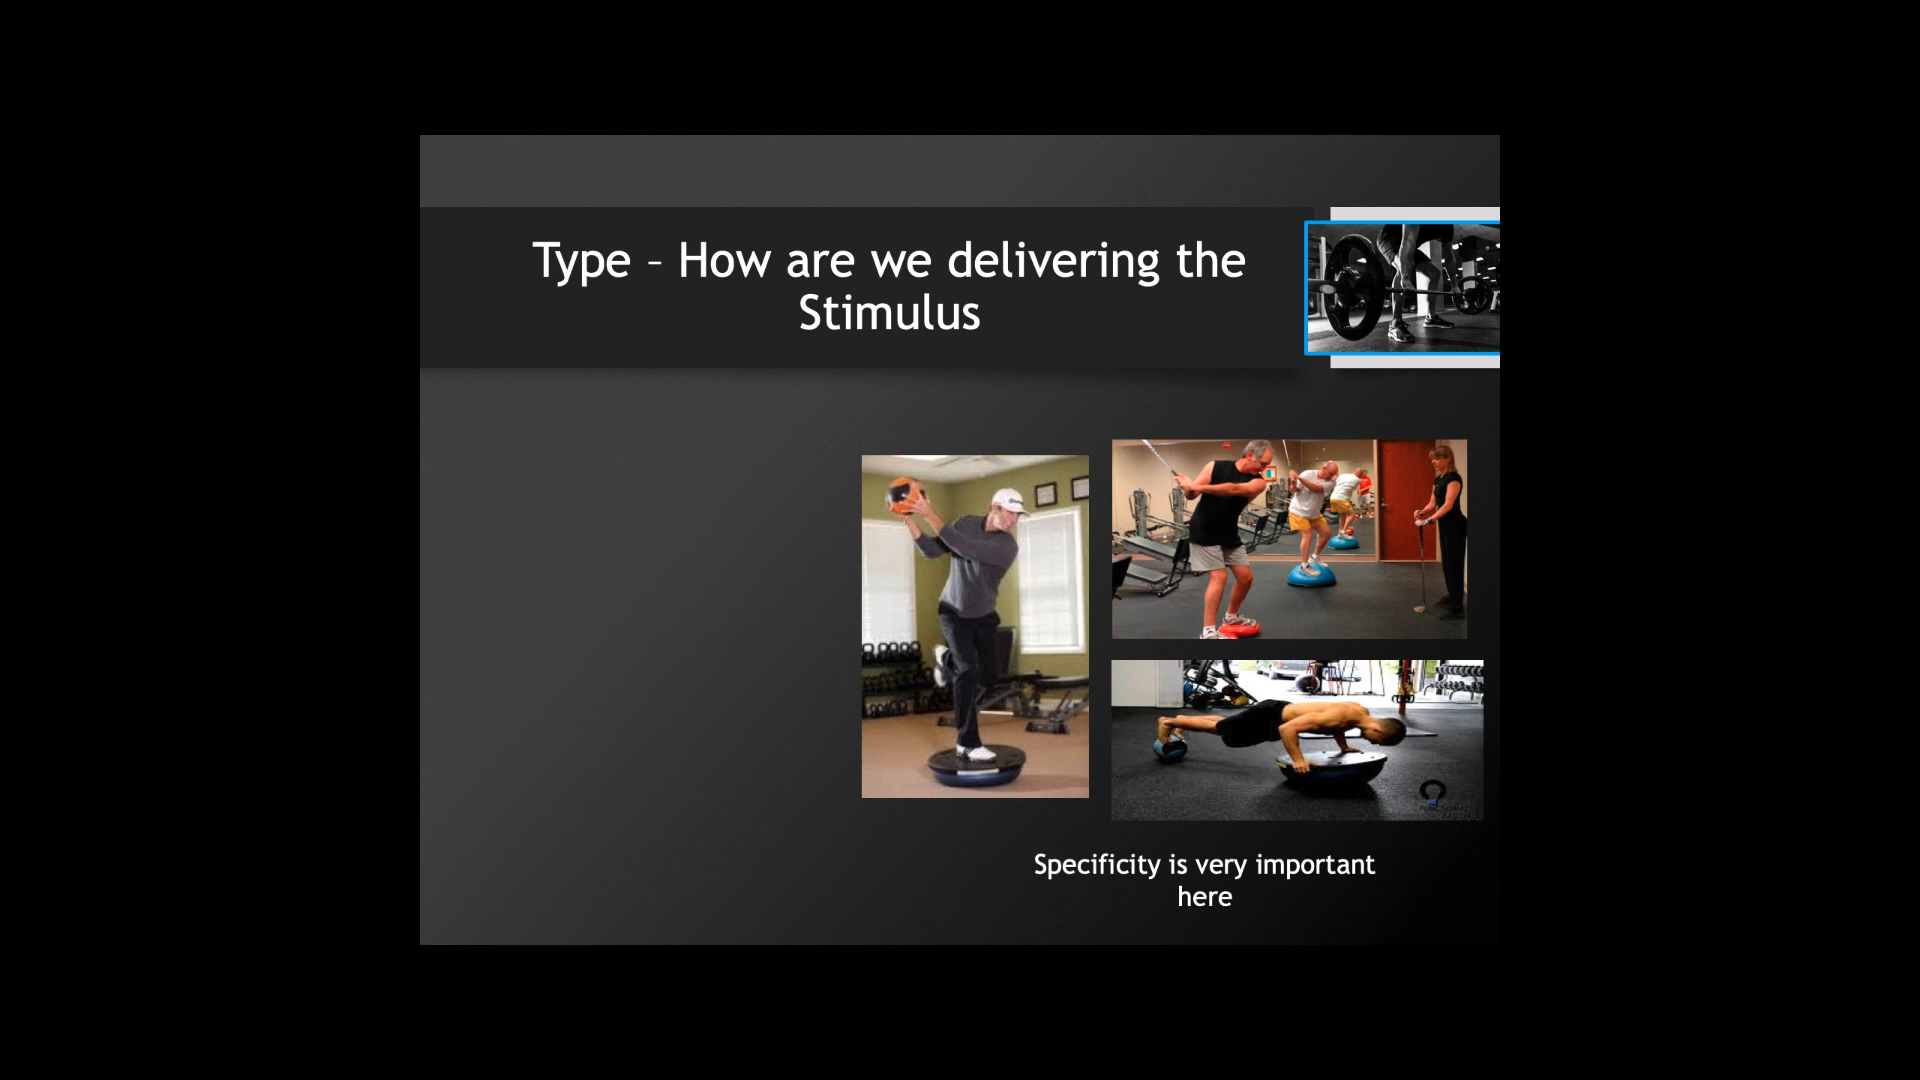 Type – How are we delivering the
Stimulus
Specificity is very important
here